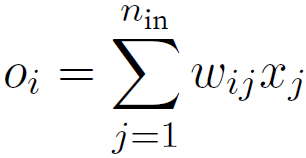 $o_i = \sum_{j=1}^{n_{\text{in}}} w_{ij} x_j$